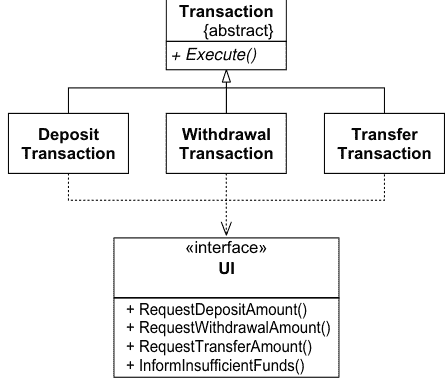 Transaction
{abstract}
+ Execute()
Deposit
Transaction
Withdrawal
Transaction
Transfer
Transaction
«interface»
UI
+ RequestDepositAmount()
+ RequestWithdrawalAmount()
+ RequestTransferAmount()
+ InformInsufficientFunds()